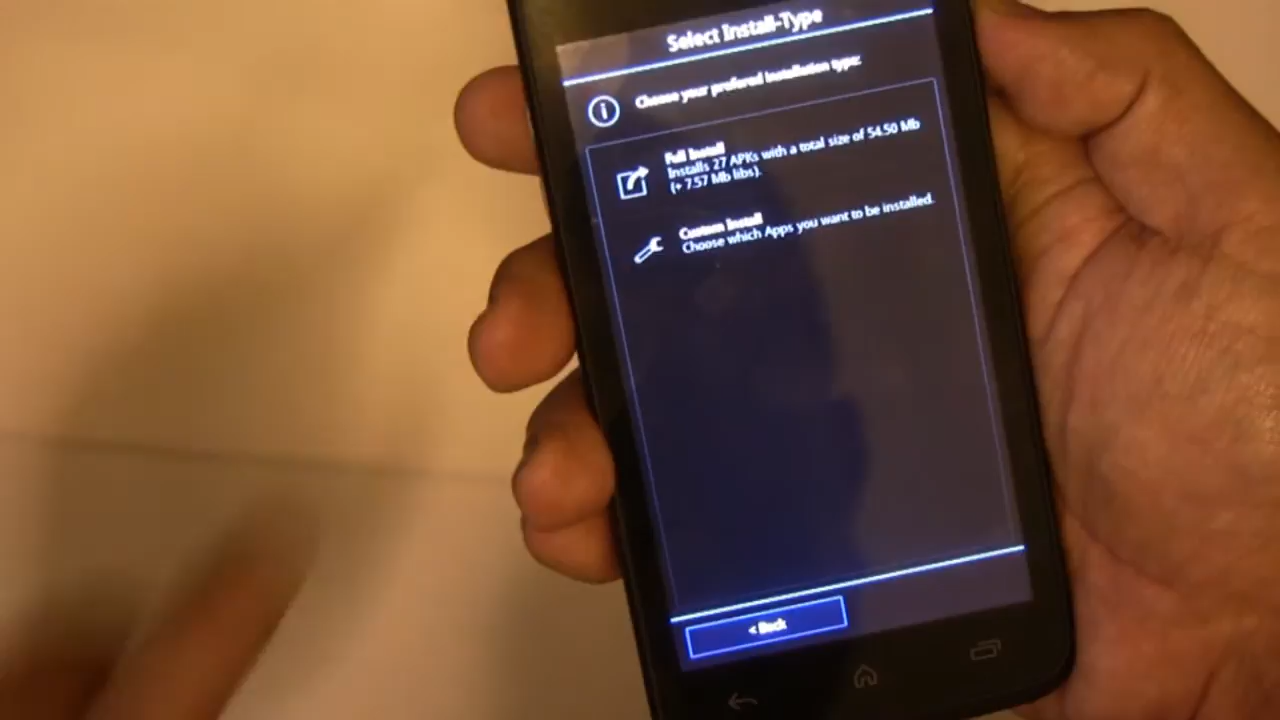 Select Install-Type
Choose your prefered installation type:
Full Install
Installs 27 APKs with a total size of 54.50 Mb
(+ 7.57 Mb libs).
Custom Install
Choose which Apps you want to be installed.
< Back